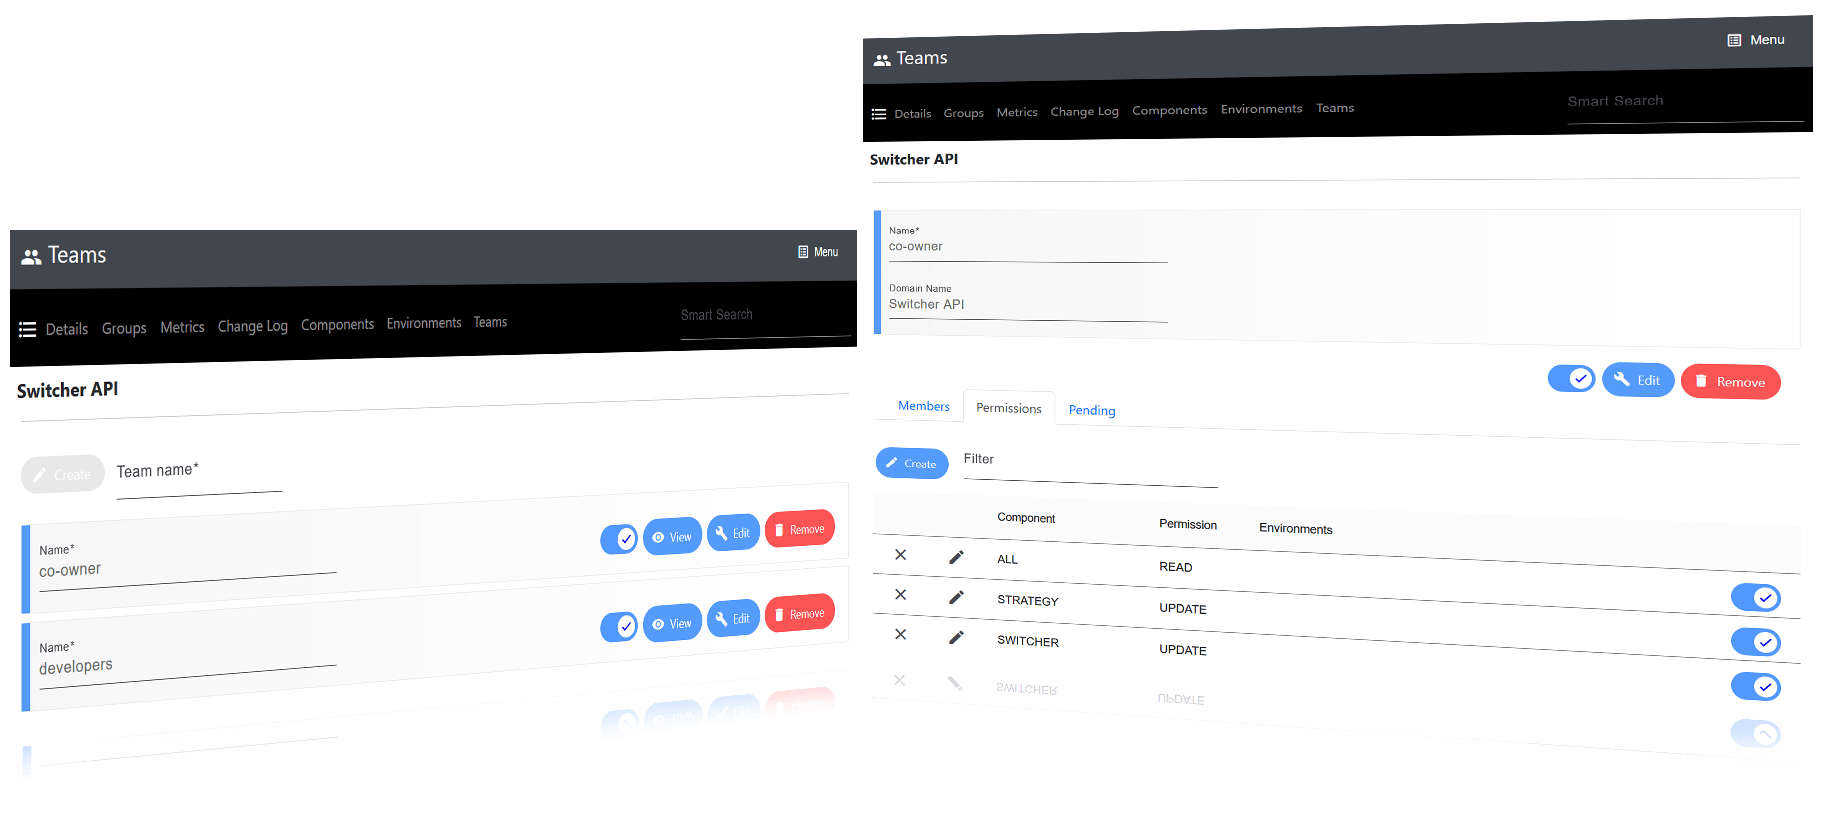 Teams
Menu
Details Groups Metrics Change Log Components Environments Teams
Smart Search
Switcher API
Create
Team name*
Name*
co-owner
View Edit Remove
Name*
developers
View Edit Remove
Teams
Menu
Details Groups Metrics Change Log Components Environments Teams
Smart Search
Switcher API
Name*
co-owner
Domain Name
Switcher API
Edit Remove
Members Permissions Pending
Create
Filter
Component Permission Environments
ALL READ
STRATEGY UPDATE
SWITCHER UPDATE